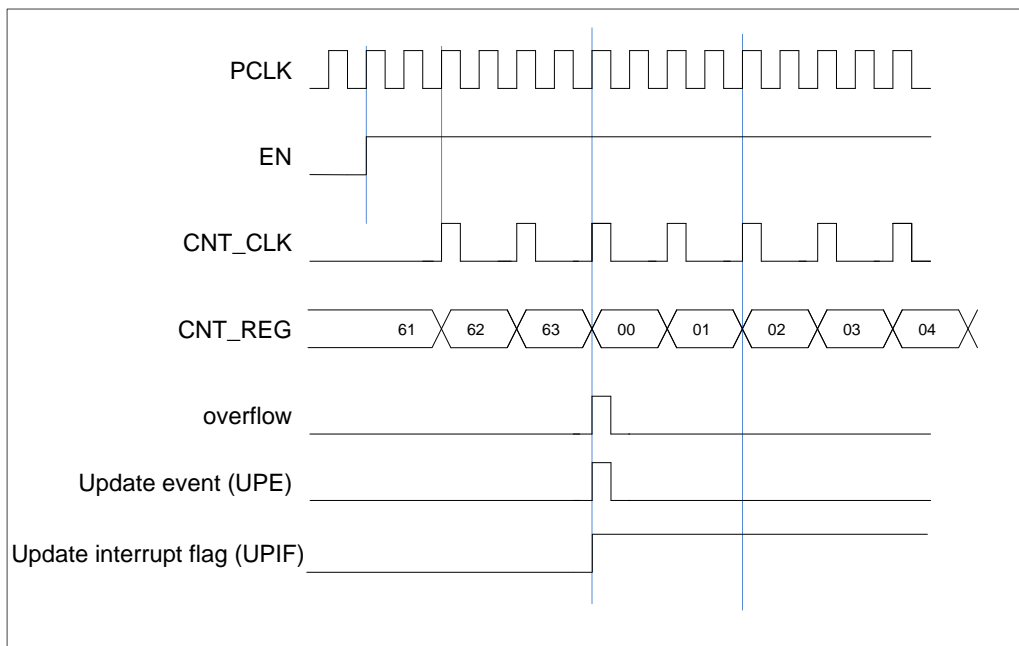 PCLK
EN
CNT_CLK
CNT_REG 61 62 63 00 01 02 03 04
overflow
Update event (UPE)
Update interrupt flag (UPIF)